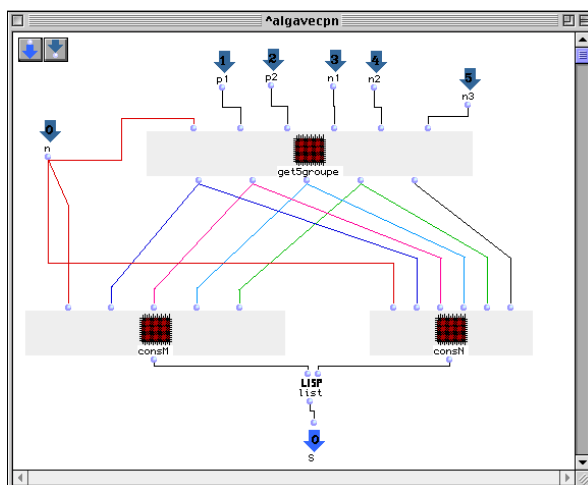 ^algavecpn
1 2 3 4 5
p1 p2 n1 n2 n3
0
n
get5groupe
consM consN
LISP
list
0
S